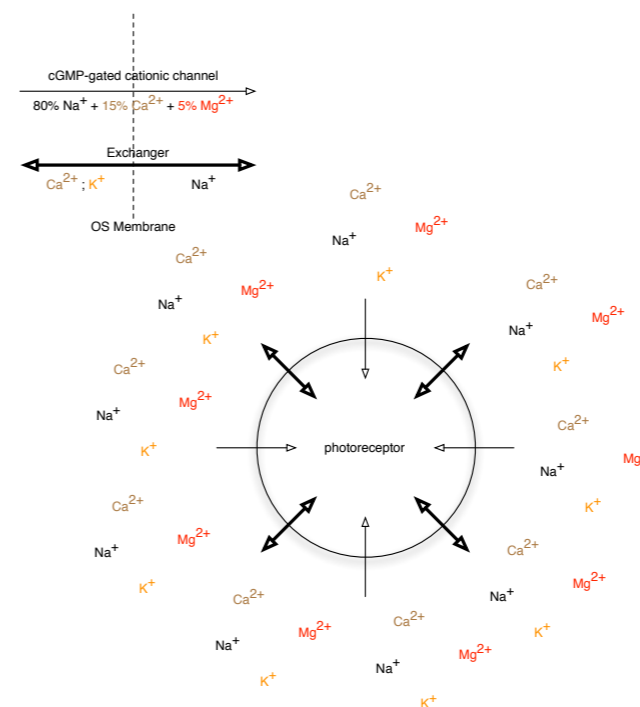 cGMP-gated cationic channel
80% Na+ + 15% Ca2+ + 5% Mg2+
Exchanger
Ca2+ ; K+ Na+
OS Membrane
Ca2+
Na+ Mg2+
K+
Ca2+
Na+ Mg2+
K+
Ca2+
Na+ Mg2+
K+
Ca2+
Na+ Mg2+
K+
Ca2+
Na+ Mg2+
K+
photoreceptor
Ca2+
Na+ Mg
K+
Ca2+
Na+ Mg2+
K+
Ca2+
Na+ Mg2+
K+
Ca2+
Na+ Mg2+
K+
Ca2+
Na+ Mg2+
K+